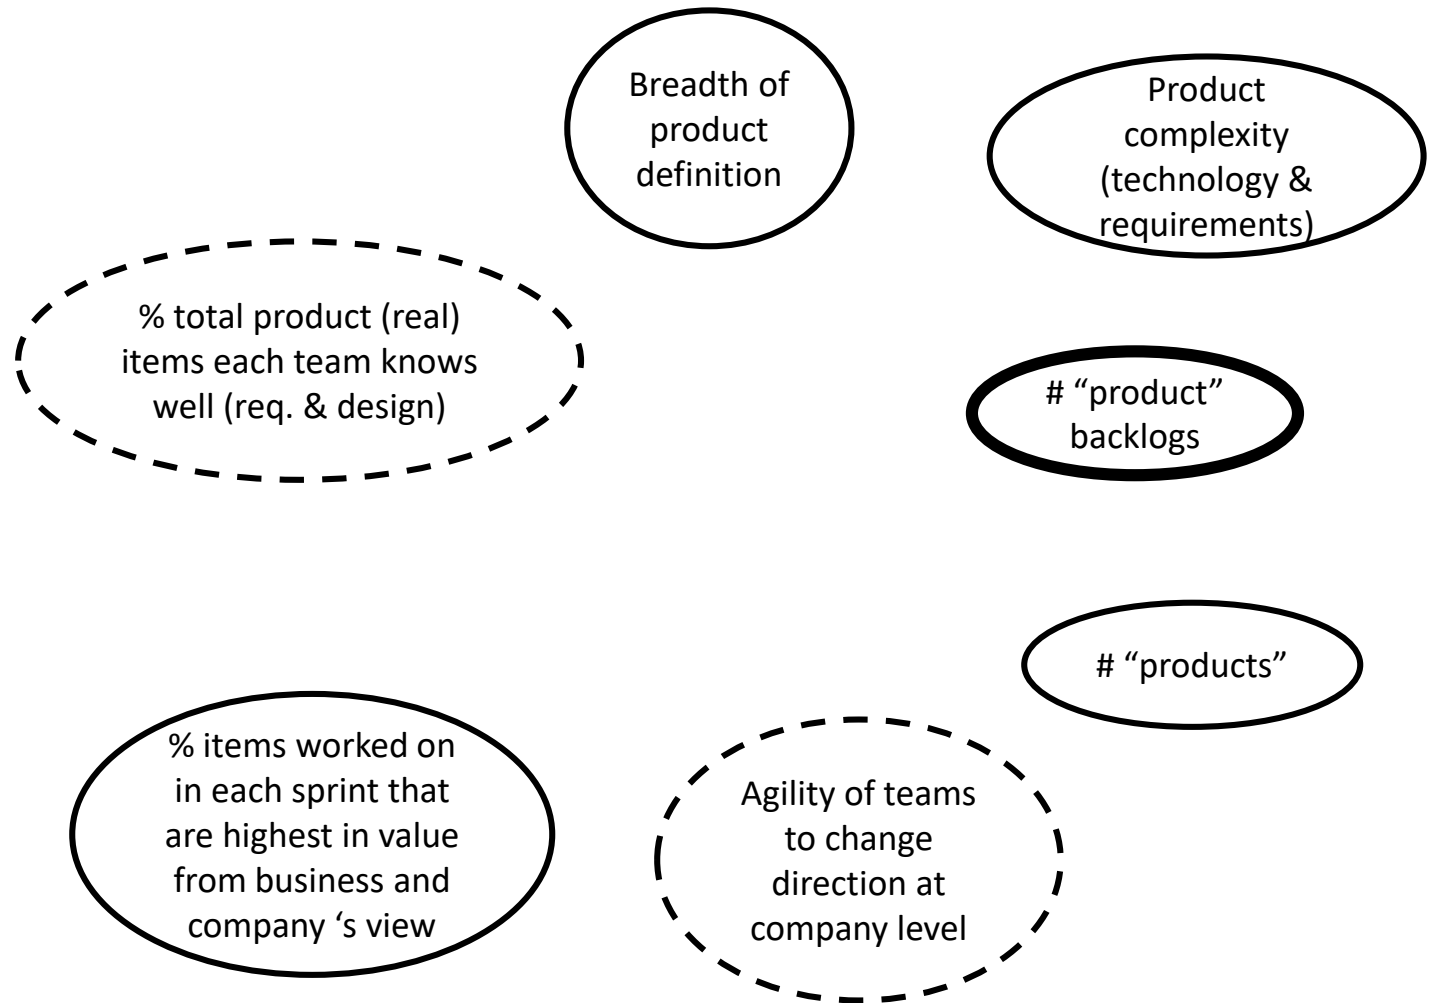 Breadth of
product
definition
Product
complexity
(technology &
requirements)
% total product (real)
items each team knows
well (req. & design)
# “product”
backlogs
# “products”
% items worked on
in each sprint that
are highest in value
from business and
company ‘s view
Agility of teams
to change
direction at
company level